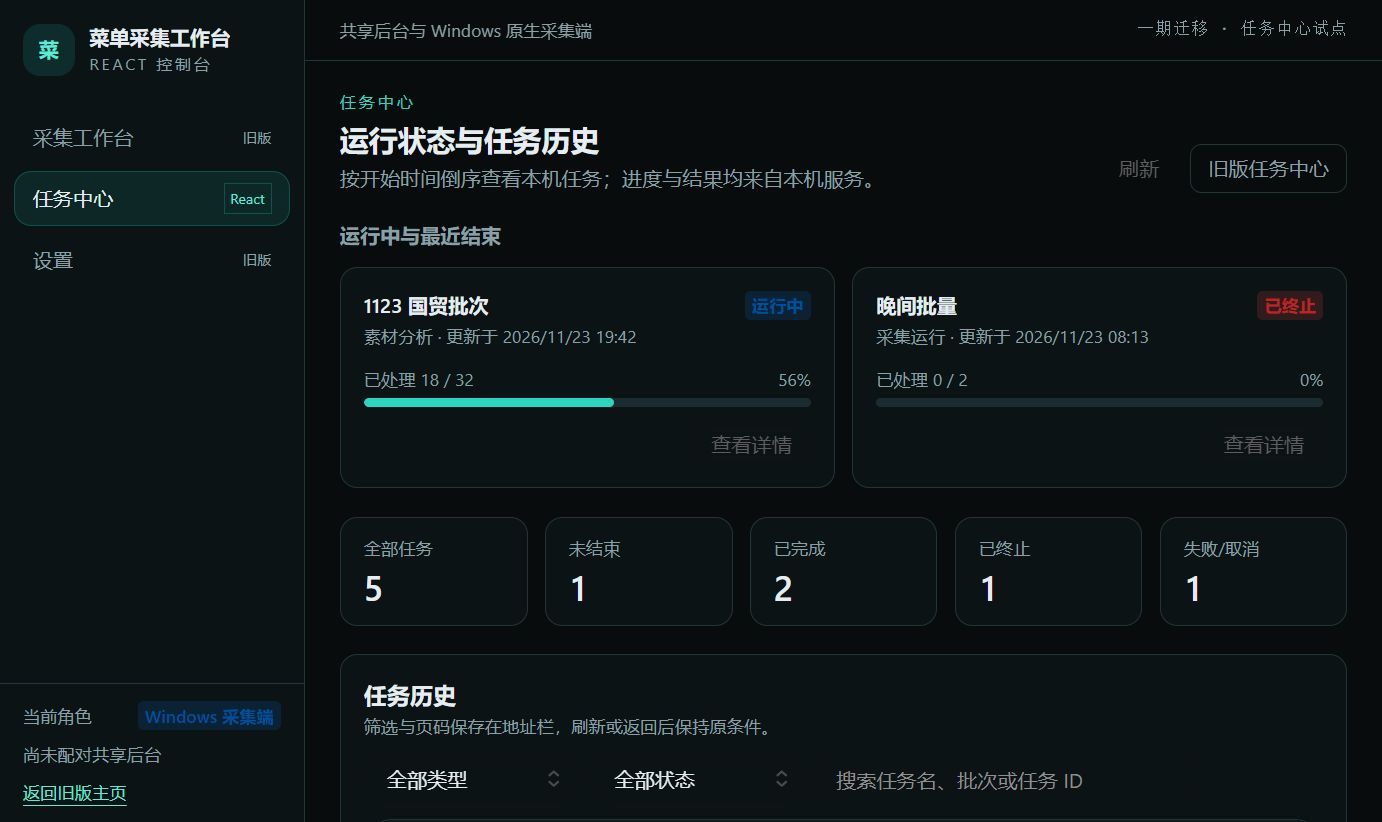 菜
菜单采集工作台
REACT 控制台
采集工作台 旧版
任务中心 React
设置 旧版
当前角色 Windows 采集端
尚未配对共享后台
返回旧版主页
共享后台与 Windows 原生采集端
一期迁移 · 任务中心试点
任务中心
运行状态与任务历史
按开始时间倒序查看本机任务；进度与结果均来自本机服务。
刷新
旧版任务中心
运行中与最近结束
1123 国贸批次 运行中
素材分析 · 更新于 2026/11/23 19:42
已处理 18 / 32 56%
查看详情
晚间批量 已终止
采集运行 · 更新于 2026/11/23 08:13
已处理 0 / 2 0%
查看详情
全部任务
5
未结束
1
已完成
2
已终止
1
失败/取消
1
任务历史
筛选与页码保存在地址栏，刷新或返回后保持原条件。
全部类型
全部状态
搜索任务名、批次或任务 ID